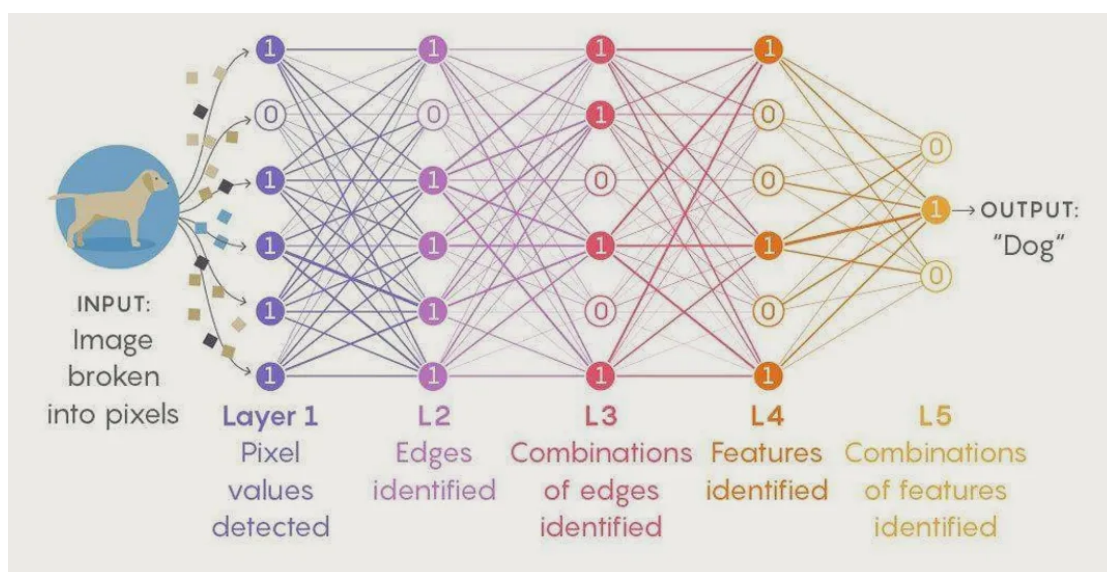 1 1 1 1
0 0 1 0
0
1 1 0 0
1 → OUTPUT:
"Dog"
1 1 1 1
0
1 1 0 0
1 1 1 1
INPUT:
Image
broken
into pixels
Layer 1
Pixel
values
detected
L2
Edges
identified
L3
Combinations
of edges
identified
L4
Features
identified
L5
Combinations
of features
identified